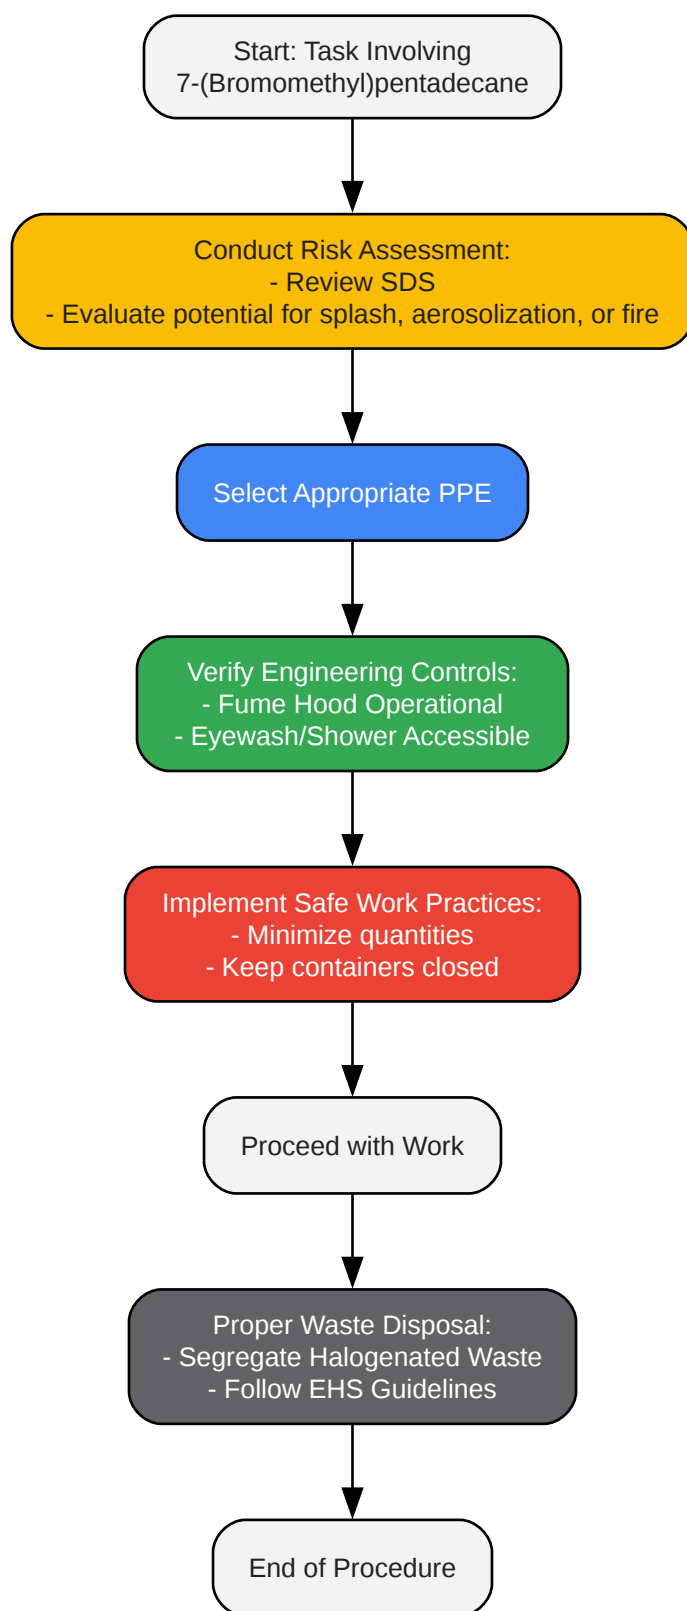 Start: Task Involving
7-(Bromomethyl)pentadecane
Conduct Risk Assessment:
- Review SDS
- Evaluate potential for splash, aerosolization, or fire
Select Appropriate PPE
Verify Engineering Controls:
- Fume Hood Operational
- Eyewash/Shower Accessible
Implement Safe Work Practices:
- Minimize quantities
- Keep containers closed
Proceed with Work
Proper Waste Disposal:
- Segregate Halogenated Waste
- Follow EHS Guidelines
End of Procedure